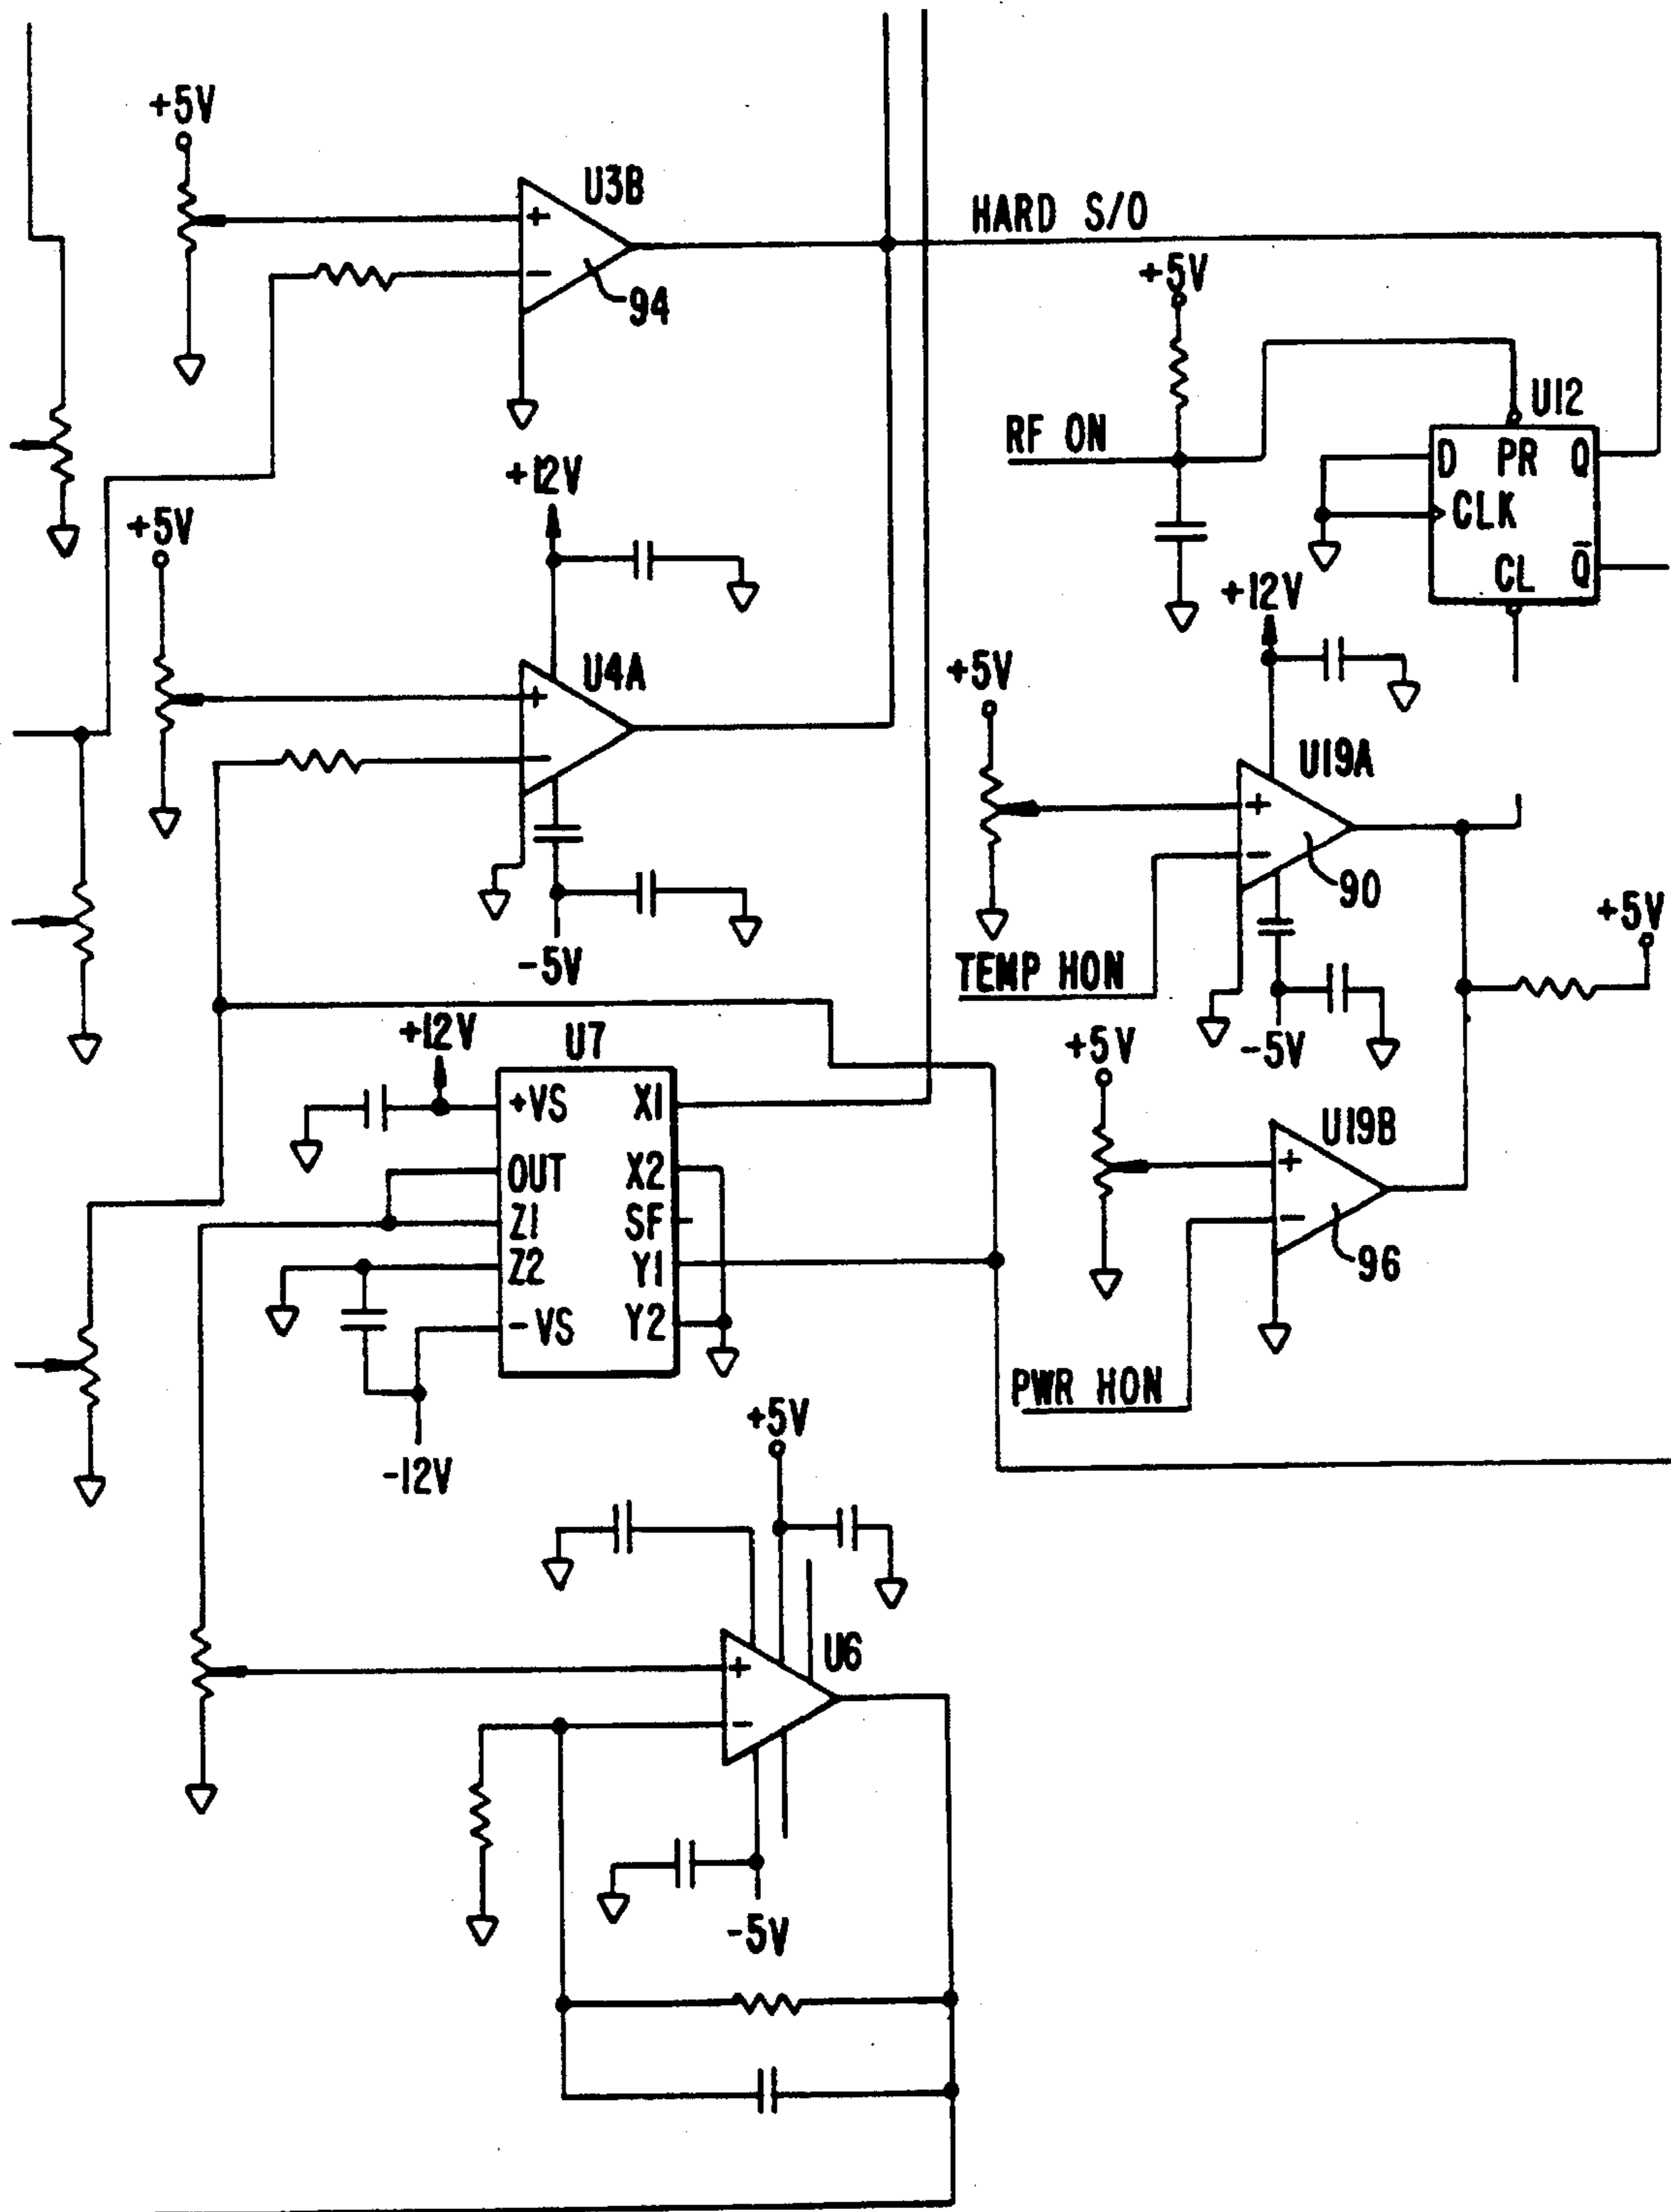 +5V
U3B
+
−
94
HARD S/O
+5V
RF ON
U12
D PR Q
CLK
CL Q̅
+12V
+5V
U4A
+
−
-5V
+12V
+5V
U19A
+
−
90
TEMP HON
-5V
+5V
+12V
U7
+VS X1
OUT X2
Z1 SF
Z2 Y1
-VS Y2
-12V
+5V
U19B
+
−
96
PWR HON
+5V
U6
+
−
-5V